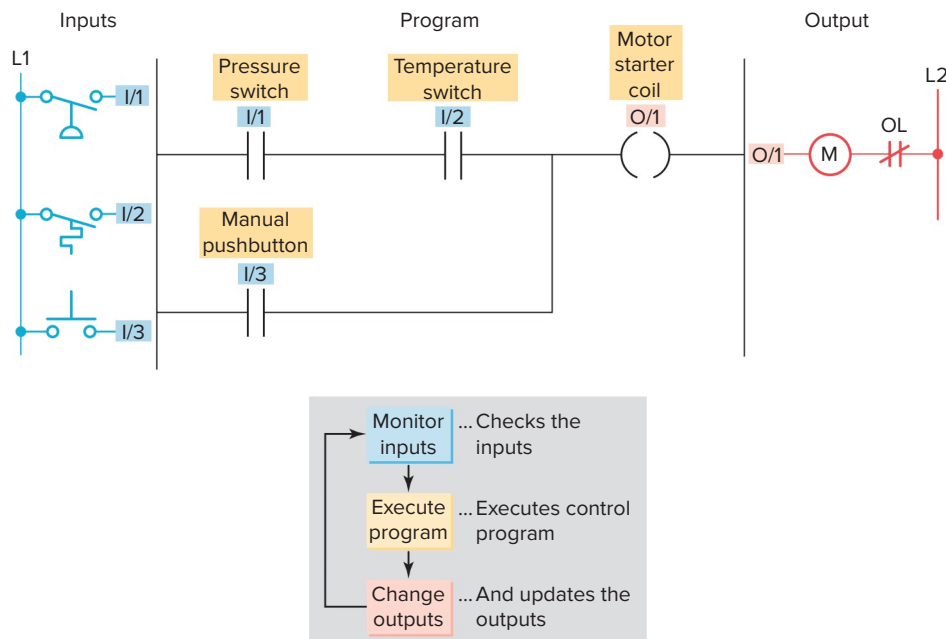 Inputs
Program
Output
L1
Pressure
switch
I/1
Temperature
switch
I/2
Motor
starter
coil
O/1
L2
I/1
O/1
M
OL
I/2
Manual
pushbutton
I/3
I/3
Monitor
inputs
... Checks the
inputs
Execute
program
... Executes control
program
Change
outputs
... And updates the
outputs